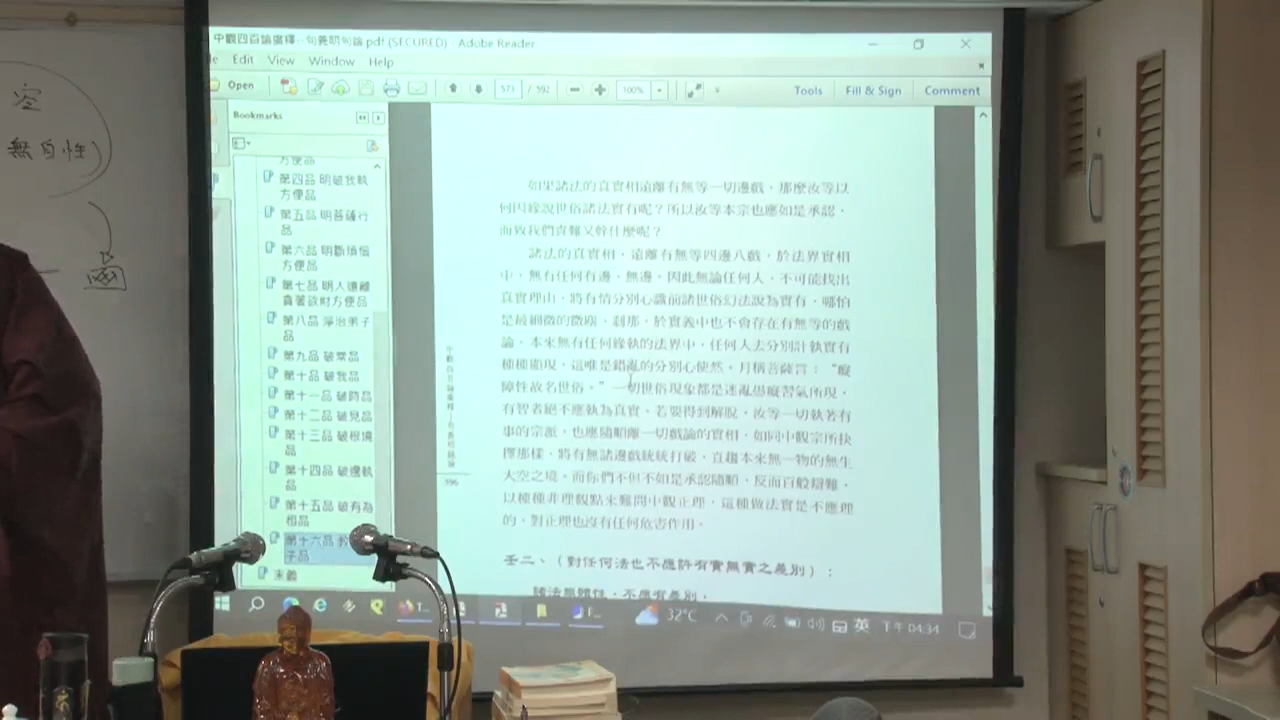 中觀四百論廣釋--句義明句論.pdf (SECURED) - Adobe Reader
Edit View Window Help
Open
573 / 592
100%
Tools Fill & Sign Comment
Bookmarks
方便品
第四品 明破我執
方便品
第五品 明菩薩行
品
第六品 明斷煩惱
方便品
第七品 明人遠離
貪著欲財方便品
第八品 淨治弟子
品
第九品 破常品
第十品 破我品
第十一品 破時品
第十二品 破見品
第十三品 破根境
品
第十四品 破邊執
品
第十五品 破有為
相品
第十六品 教
子品
末義
如果諸法的真實相遠離有無等一切邊戲，那麼汝等以
何因緣說世俗諸法實有呢？所以汝等本宗也應如是承認，
而致我們責難又幹什麼呢？
諸法的真實相，遠離有無等四邊八戲，於法界實相
中，無有任何有邊、無邊，因此無論任何人，不可能找出
真實理由，將有情分別心識前諸世俗幻法說為實有，哪怕
是最細微的微塵、剎那，於實義中也不會存在有無等的戲
論。本來無有任何緣執的法界中，任何人去分別計執實有
種種顯現，這唯是錯亂的分別心使然。月稱菩薩言：“癡
障性故名世俗。”一切世俗現象都是迷亂愚癡習氣所現，
有智者絕不應執為真實。若要得到解脫，汝等一切執著有
事的宗派，也應隨順離一切戲論的實相，如同中觀宗所抉
擇那樣，將有無諸邊戲統統打破，直趨本來無一物的無生
大空之境。而你們不但不如是承認隨順，反而百般辯難，
以種種非理觀點來難問中觀正理，這種做法實是不應理
的，對正理也沒有任何危害作用。
壬二、（對任何法也不應許有實無實之差別）：
諸法無體性，不應有差別，
596
32°C
英
下午 04:34
空
無自性)